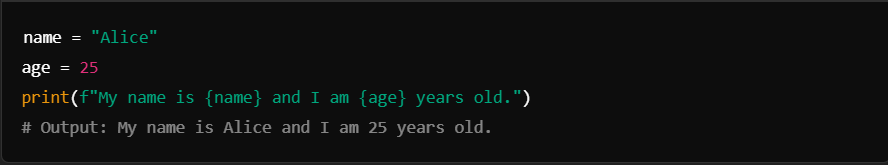 name = "Alice"
age = 25
print(f"My name is {name} and I am {age} years old.")
# Output: My name is Alice and I am 25 years old.